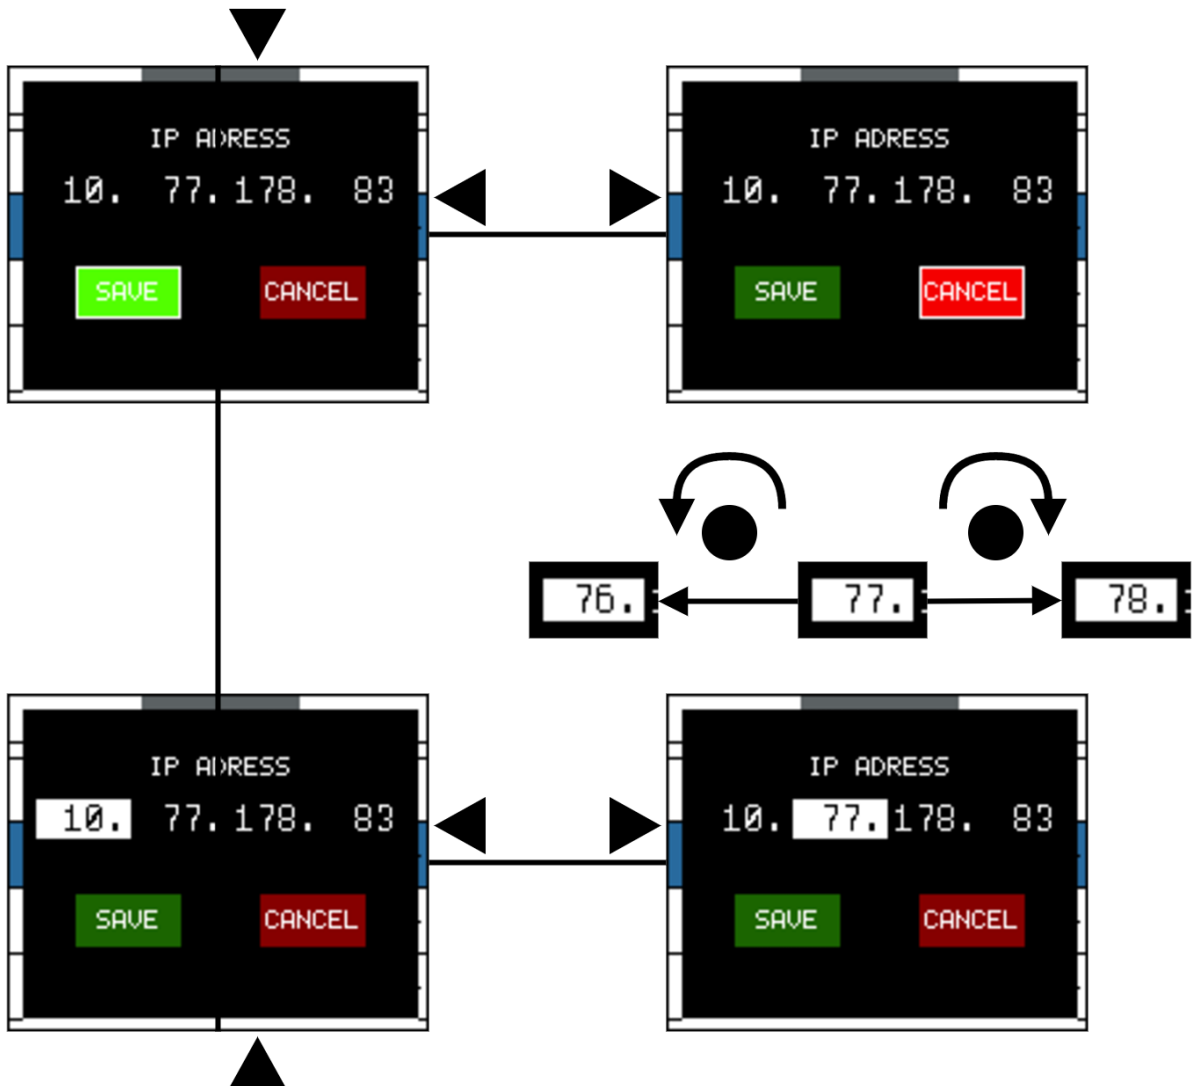 IP ADRESS
10. 77. 178. 83
SAVE CANCEL
IP ADRESS
10. 77. 178. 83
SAVE CANCEL
76. 77. 78.
IP ADRESS
10. 77. 178. 83
SAVE CANCEL
IP ADRESS
10. 77. 178. 83
SAVE CANCEL